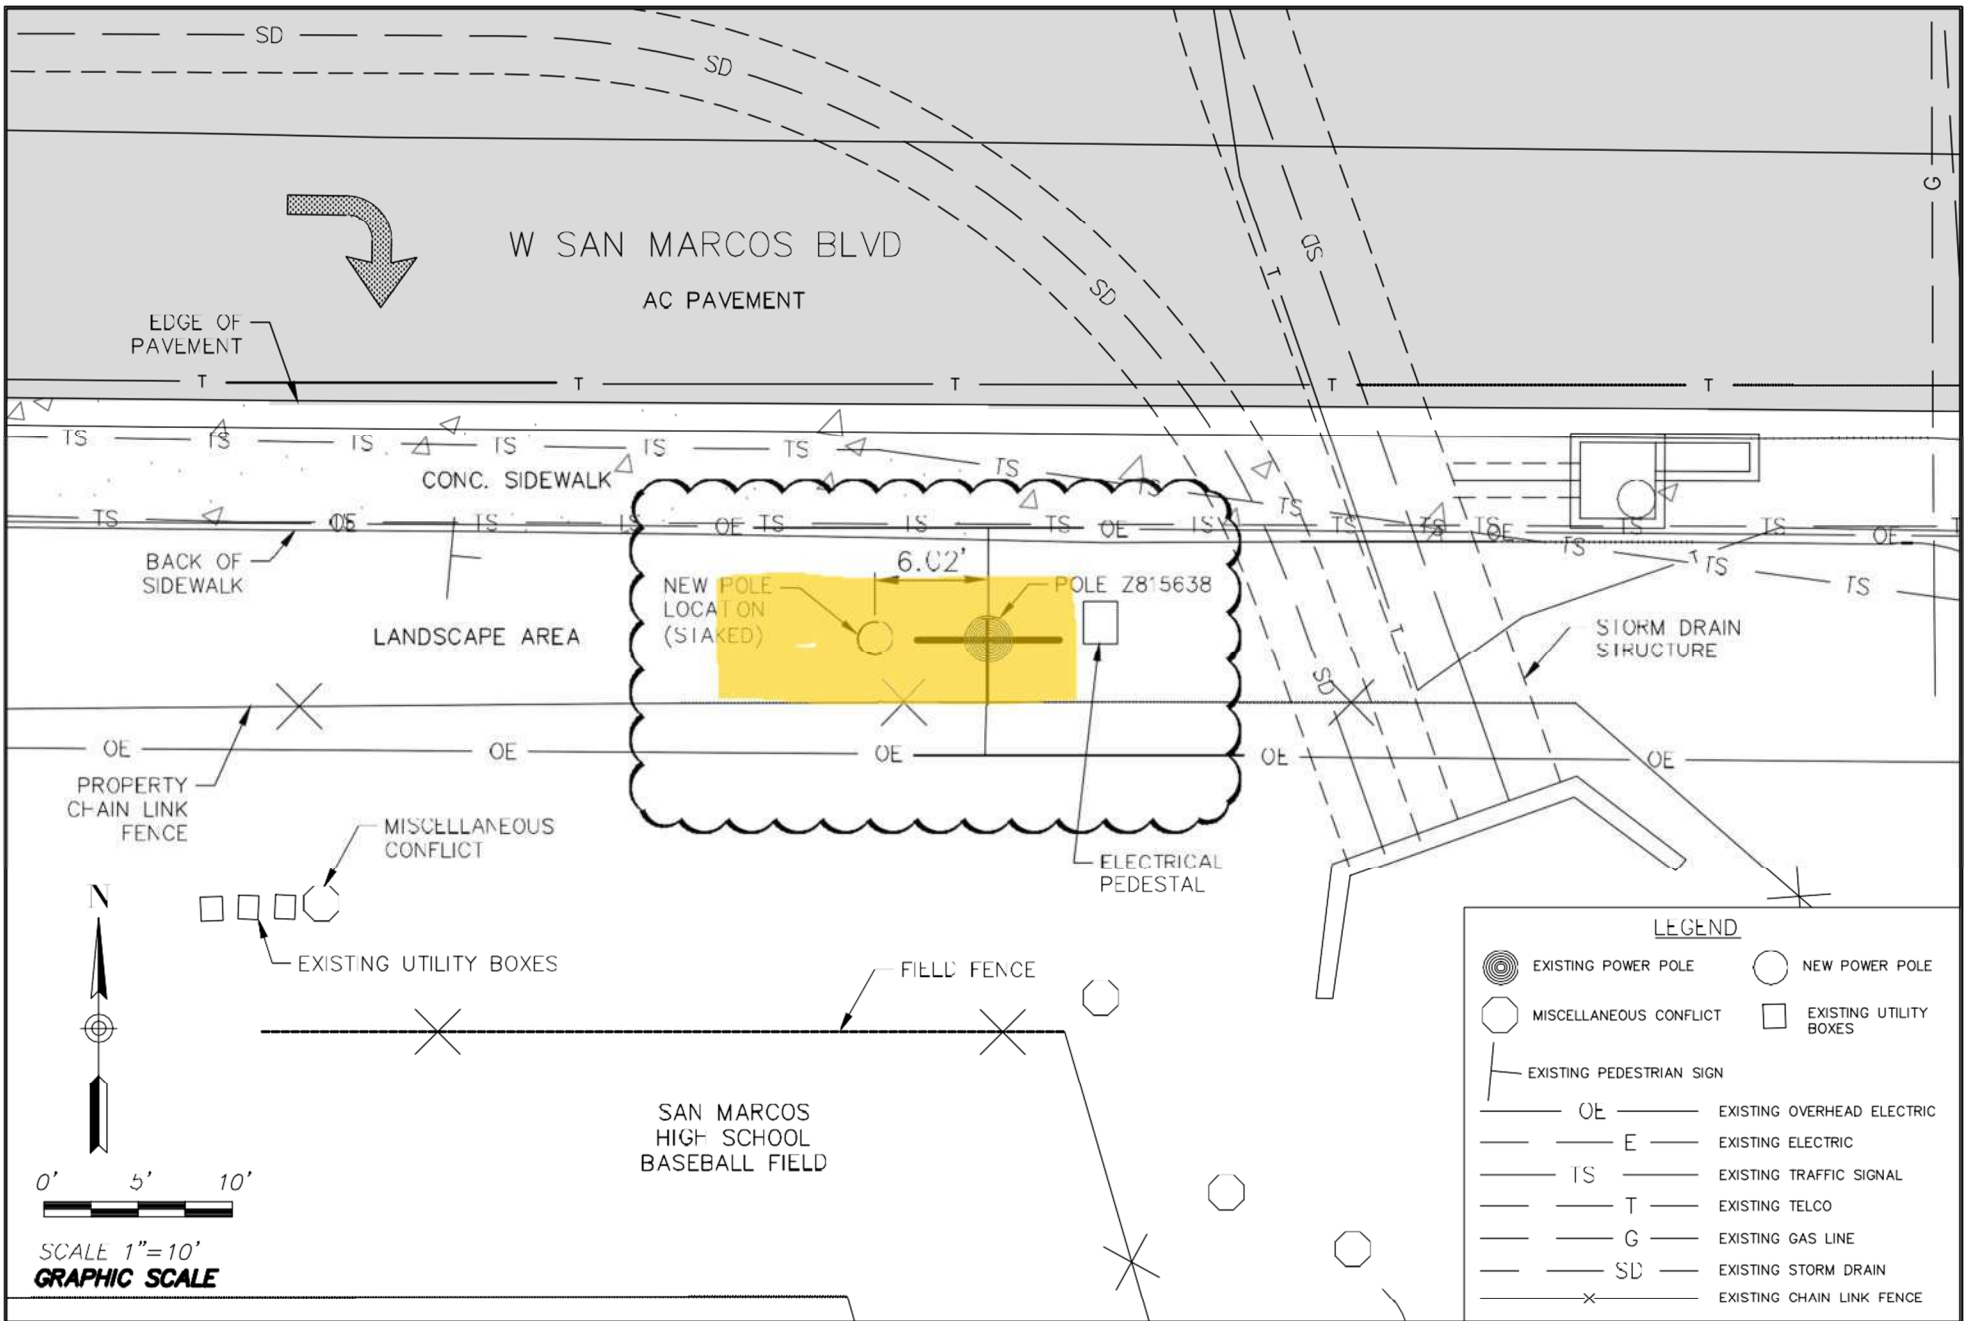 SD
SD
W SAN MARCOS BLVD
AC PAVEMENT
SD
SD
T
G
EDGE OF
PAVEMENT
T
T
T
T
T
TS
TS
TS
TS
TS
TS
TS
TS
TS
TS
CONC. SIDEWALK
TS
TS
TS
OE
TS
TS
TS
OE
TS
TS
TS
TS
OE
TS
TS
OE
BACK OF
SIDEWALK
6.02'
NEW POLE
LOCATION
(STAKED)
POLE Z815638
TS
T
TS
TS
LANDSCAPE AREA
T
STORM DRAIN
STRUCTURE
SD
OE
OE
OE
OE
OE
PROPERTY
CHAIN LINK
FENCE
MISCELLANEOUS
CONFLICT
ELECTRICAL
PEDESTAL
N
EXISTING UTILITY BOXES
FIELD FENCE
SAN MARCOS
HIGH SCHOOL
BASEBALL FIELD
0' 5' 10'
SCALE 1"=10'
GRAPHIC SCALE
LEGEND
EXISTING POWER POLE
NEW POWER POLE
MISCELLANEOUS CONFLICT
EXISTING UTILITY
BOXES
EXISTING PEDESTRIAN SIGN
OE EXISTING OVERHEAD ELECTRIC
E EXISTING ELECTRIC
TS EXISTING TRAFFIC SIGNAL
T EXISTING TELCO
G EXISTING GAS LINE
SD EXISTING STORM DRAIN
EXISTING CHAIN LINK FENCE